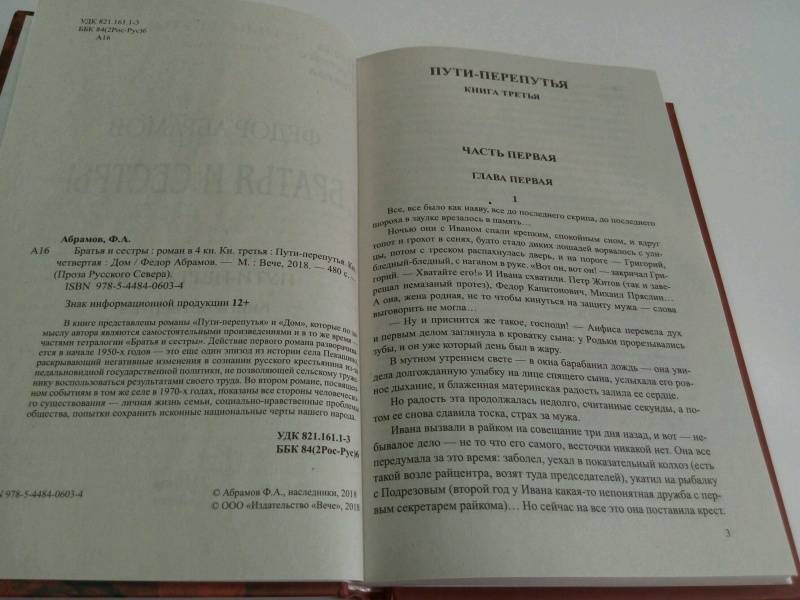 УДК 821.161.1-3
ББК 84(2Рос-Рус)6
А16
ФЕДОР АБРАМОВ
БРАТЬЯ И СЕСТРЫ
Абрамов, Ф.А.
А16 Братья и сестры : роман в 4 кн. Кн. третья : Пути-перепутья. Кн.
четвертая : Дом / Федор Абрамов. — М. : Вече, 2018. — 480 с. —
(Проза Русского Севера).
ISBN 978-5-4484-0603-4
Знак информационной продукции 12+
В книге представлены романы «Пути-перепутья» и «Дом», которые по за-
мыслу автора являются самостоятельными произведениями и в то же время —
частями тетралогии «Братья и сестры». Действие первого романа разворачива-
ется в начале 1950-х годов — это еще один эпизод из истории села Пекашино,
раскрывающий негативные изменения в сознании русского крестьянина из-за
недальновидной государственной политики, не позволяющей сельскому труже-
нику воспользоваться результатами своего труда. Во втором романе, посвящен-
ном событиям в том же селе в 1970-х годах, показаны все стороны человеческо-
го существования — личная жизнь семьи, социально-нравственные проблемы
общества, попытки сохранить исконные национальные черты нашего народа.
УДК 821.161.1-3
ББК 84(2Рос-Рус)6
N 978-5-4484-0603-4
© Абрамов Ф.А., наследники, 2018
© ООО «Издательство «Вече», 2018
ПУТИ-ПЕРЕПУТЬЯ
КНИГА ТРЕТЬЯ
ЧАСТЬ ПЕРВАЯ
ГЛАВА ПЕРВАЯ
1
Все, все было как наяву, все до последнего скрипа, до последнего
шороха в заулке врезалось в память...
Ночью они с Иваном спали крепким, спокойным сном, и вдруг
топот и грохот в сенях, будто стадо диких лошадей ворвалось с ули-
цы, потом с треском распахнулась дверь, и на пороге — Григорий,
бледный-бледный, с наганом в руке. «Вот он, вот он! — закричал Гри-
горий. — Хватайте его!» И Ивана схватили. Петр Житов (так и заве-
решал немазаный протез), Федор Капитонович, Михаил Пряслин...
А она, жена родная, не то чтобы кинуться на защиту мужа — слова
выговорить не могла...
— Ну и приснится же такое, господи! — Анфиса перевела дух
и первым делом заглянула в кроватку сына: у Родьки прорезывались
зубы, и он уже который день был в жару.
В мутном утреннем свете — в окна барабанил дождь — она уви-
дела долгожданную улыбку на лице спящего сына, услыхала его ров-
ное дыхание, и блаженная материнская радость залила ее сердце.
Но радость эта продолжалась недолго, считанные секунды, а по-
том ее снова сдавила тоска, страх за мужа.
Ивана вызвали в райком на совещание три дня назад, и вот — не-
бывалое дело — не то что его самого, весточки никакой нет. Она все
передумала за это время: заболел, уехал в показательный колхоз (есть
такой возле райцентра, возят туда председателей), укатил на рыбалку
с Подрезовым (второй год у Ивана какая-то непонятная дружба с пер-
вым секретарем райкома)... Но сейчас на все это она поставила крест.
3